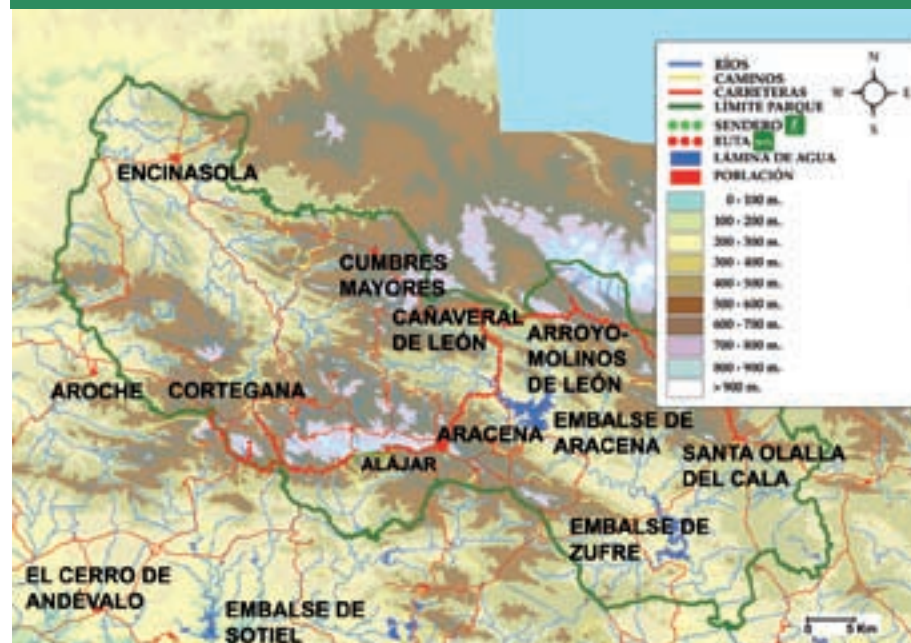 RÍOS
CAMINOS
CARRETERAS
LÍMITE PARQUE
SENDERO
RUTA
LÁMINA DE AGUA
POBLACIÓN
0 - 100 m.
100 - 200 m.
200 - 300 m.
300 - 400 m.
400 - 500 m.
500 - 600 m.
600 - 700 m.
700 - 800 m.
800 - 900 m.
> 900 m.
N
W
E
S
ENCINASOLA
CUMBRES
MAYORES
CAÑAVERAL
DE LEÓN
ARROYO-
MOLINOS
DE LEÓN
AROCHE
CORTEGANA
ARACENA
EMBALSE DE
ARACENA
ALÁJAR
SANTA OLALLA
DEL CALA
EMBALSE DE
ZUFRE
EL CERRO DE
ANDÉVALO
EMBALSE DE
SOTIEL
0 5 Km